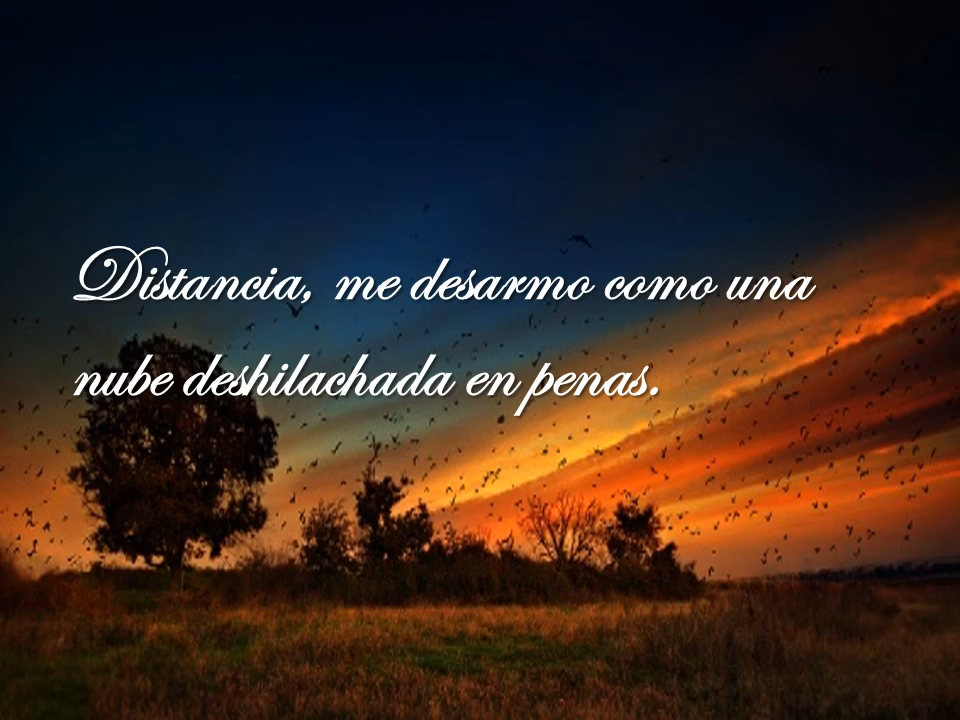 Distancia, me desarmo como una
nube deshilachada en penas.